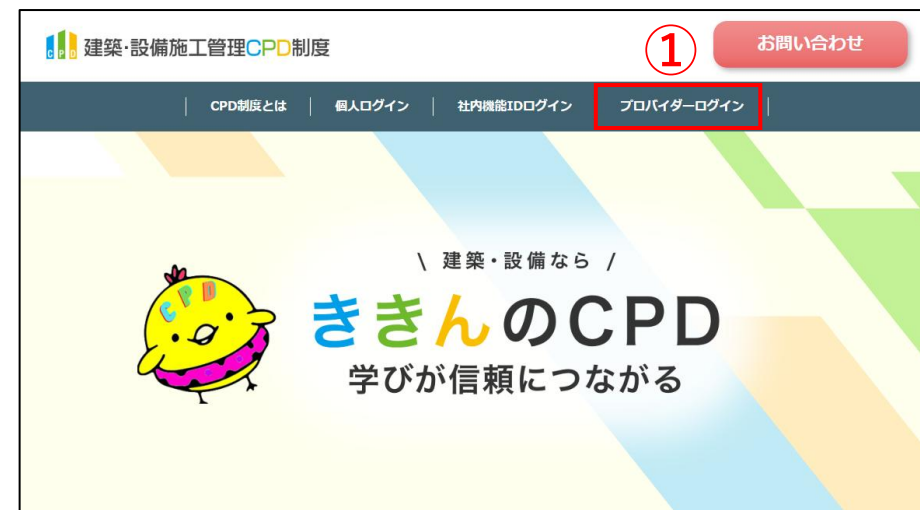 CPD 建築・設備施工管理CPD制度
①
お問い合わせ
CPD制度とは
個人ログイン
社内機能IDログイン
プロバイダーログイン
\ 建築・設備なら /
CPD
ききんのCPD
学びが信頼につながる